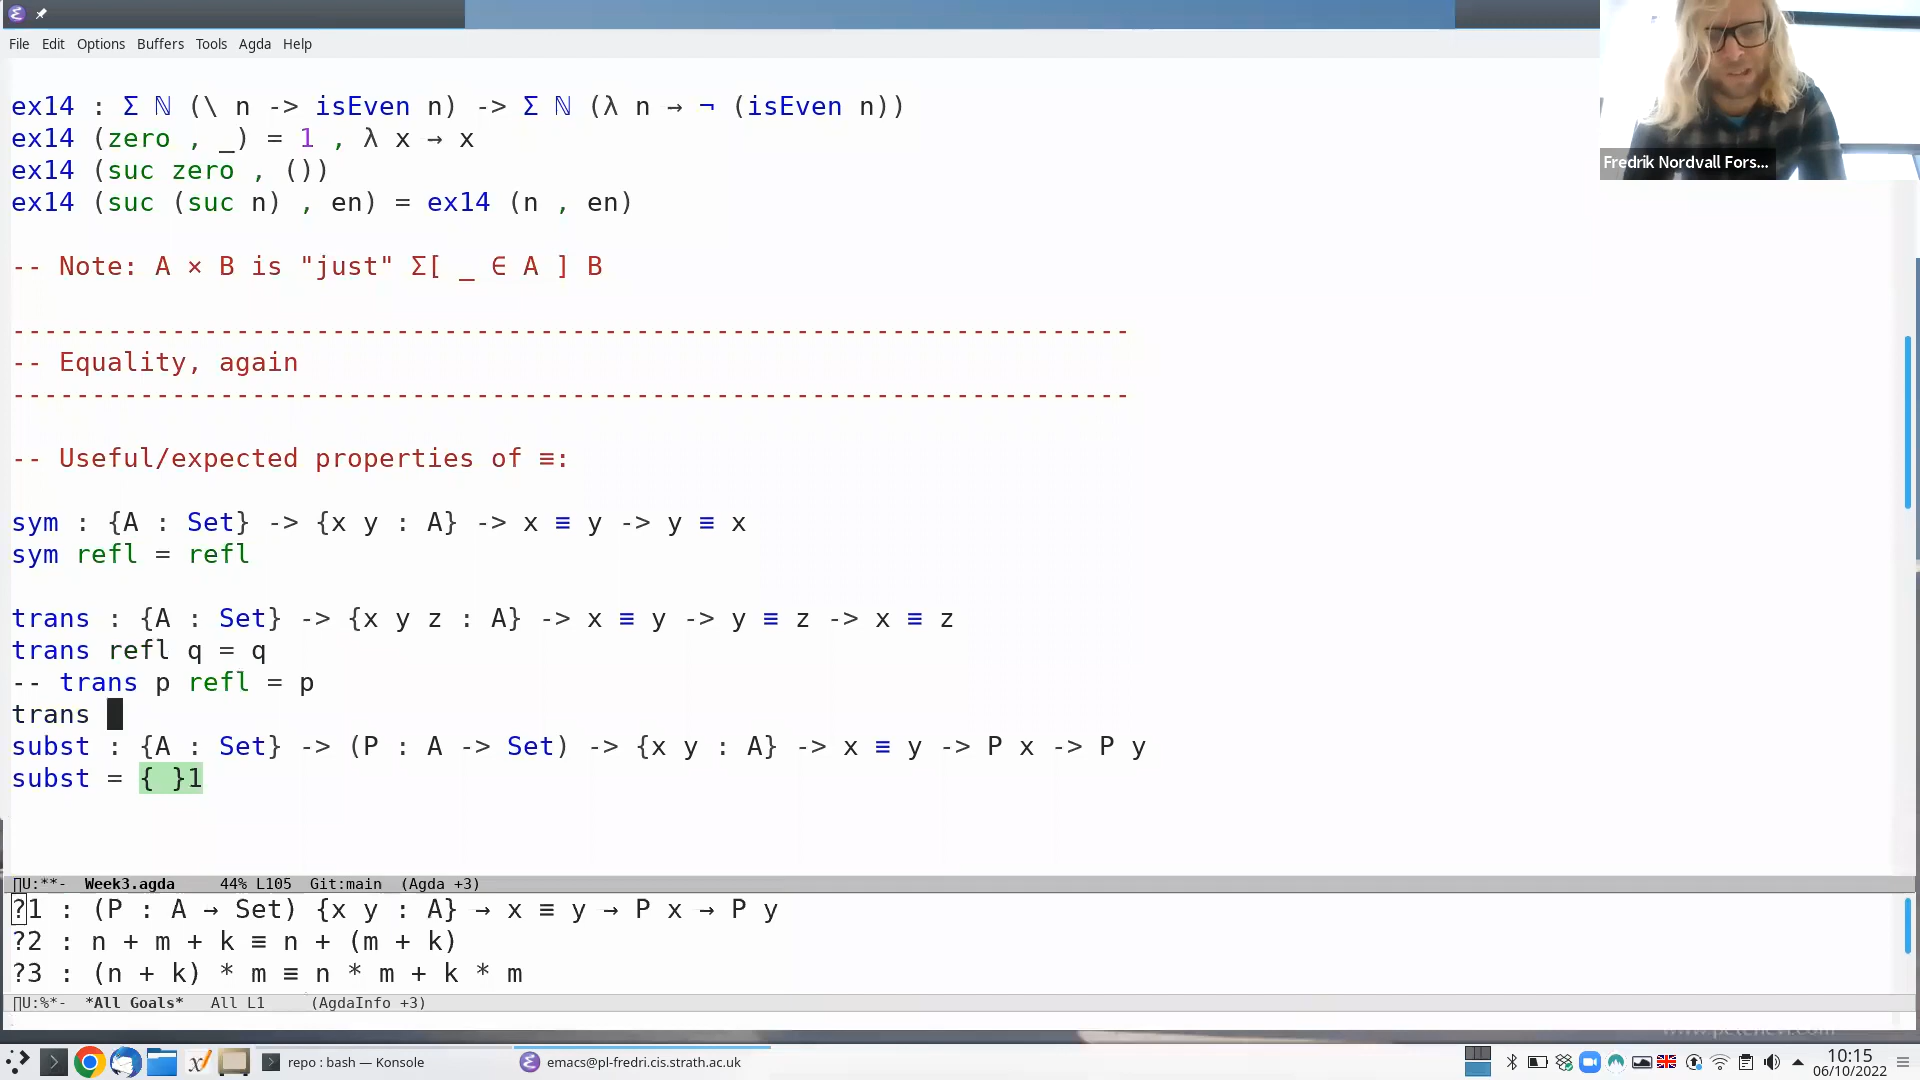 File Edit Options Buffers Tools Agda Help
ex14 : Σ ℕ (\ n -> isEven n) -> Σ ℕ (λ n → ¬ (isEven n))
ex14 (zero , _) = 1 , λ x → x
ex14 (suc zero , ())
ex14 (suc (suc n) , en) = ex14 (n , en)
-- Note: A × B is "just" Σ[ _ ∈ A ] B
----------------------------------------------------------------------
-- Equality, again
----------------------------------------------------------------------
-- Useful/expected properties of ≡:
sym : {A : Set} -> {x y : A} -> x ≡ y -> y ≡ x
sym refl = refl
trans : {A : Set} -> {x y z : A} -> x ≡ y -> y ≡ z -> x ≡ z
trans refl q = q
-- trans p refl = p
trans
subst : {A : Set} -> (P : A -> Set) -> {x y : A} -> x ≡ y -> P x -> P y
subst = { }1
Fredrik Nordvall Fors...
U:**- Week3.agda 44% L105 Git:main (Agda +3)
?1 : (P : A → Set) {x y : A} → x ≡ y → P x → P y
?2 : n + m + k ≡ n + (m + k)
?3 : (n + k) * m ≡ n * m + k * m
U:%*- *All Goals* All L1 (AgdaInfo +3)
repo : bash — Konsole
emacs@pl-fredri.cis.strath.ac.uk
10:15
06/10/2022